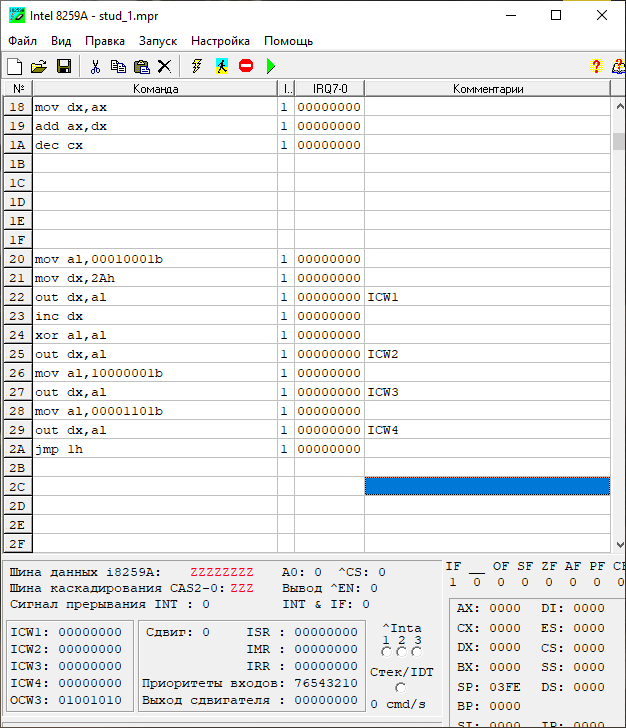 Intel 8259A - stud_1.mpr
Файл Вид Правка Запуск Настройка Помощь
№ Команда I.. IRQ7-0 Комментарии
18 mov dx,ax 1 00000000
19 add ax,dx 1 00000000
1A dec cx 1 00000000
1B
1C
1D
1E
1F
20 mov al,00010001b 1 00000000
21 mov dx,2Ah 1 00000000
22 out dx,al 1 00000000 ICW1
23 inc dx 1 00000000
24 xor al,al 1 00000000
25 out dx,al 1 00000000 ICW2
26 mov al,10000001b 1 00000000
27 out dx,al 1 00000000 ICW3
28 mov al,00001101b 1 00000000
29 out dx,al 1 00000000 ICW4
2A jmp lh 1 00000000
2B
2C
2D
2E
2F
Шина данных i8259A: ZZZZZZZZ A0: 0 ^CS: 0
Шина каскадирования CAS2-0: ZZZ Вывод ^EN: 0
Сигнал прерывания INT : 0 INT & IF: 0
IF __ OF SF ZF AF PF
1 0 0 0 0 0 0
ICW1: 00000000
ICW2: 00000000
ICW3: 00000000
ICW4: 00000000
OCW3: 01001010
Сдвиг: 0 ISR : 00000000
IMR : 00000000
IRR : 00000000
Приоритеты входов: 76543210
Выход сдвигателя : 00000000
^Inta
1 2 3
Стек/IDT
0 cmd/s
AX: 0000 DI: 0000
CX: 0000 ES: 0000
DX: 0000 CS: 0000
BX: 0000 SS: 0000
SP: 03FE DS: 0000
BP: 0000